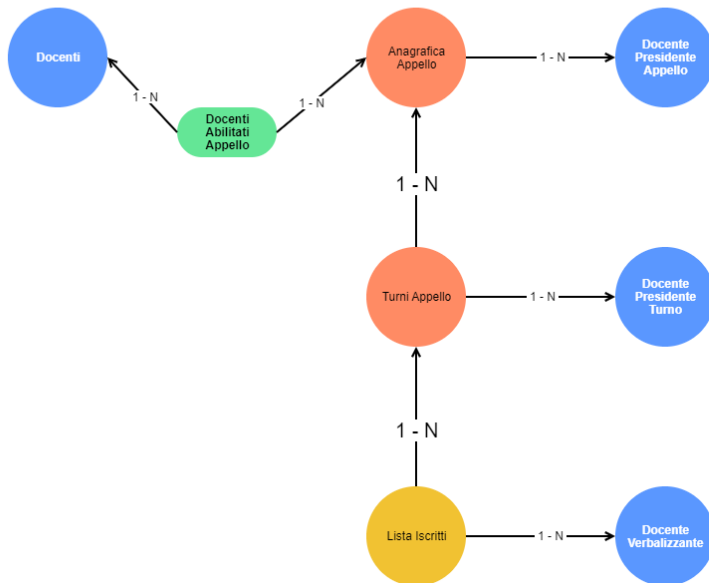 Docenti
1 - N
Docenti
Abilitati
Appello
1 - N
Anagrafica
Appello
1 - N
Docente
Presidente
Appello
1 - N
Turni Appello
1 - N
Docente
Presidente
Turno
1 - N
Lista Iscritti
1 - N
Docente
Verbalizzante